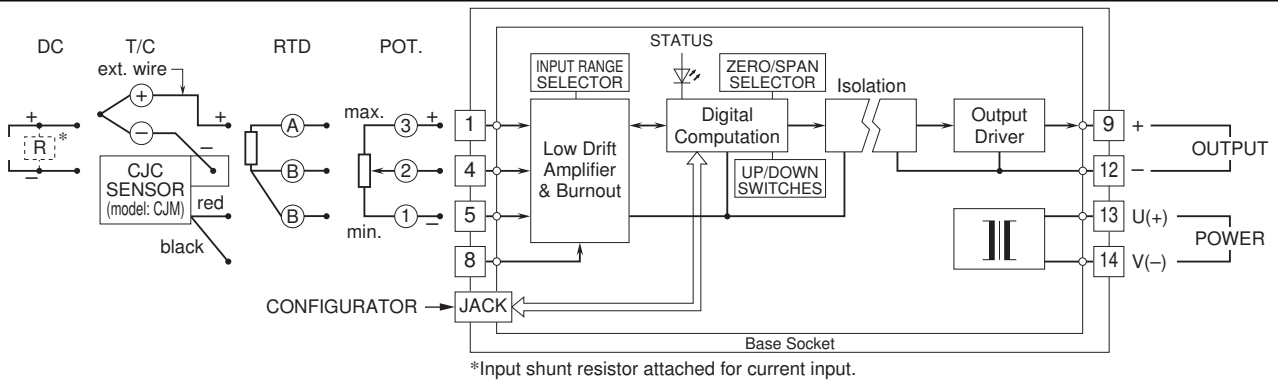 DC
T/C
ext. wire
+
–
+
–
R
*
+
–
CJC
SENSOR
(model: CJM)
red
black
RTD
A
B
B
POT.
max.
3
+
2
1
–
min.
1
4
5
8
CONFIGURATOR
JACK
INPUT RANGE
SELECTOR
Low Drift
Amplifier
& Burnout
STATUS
Digital
Computation
ZERO/SPAN
SELECTOR
UP/DOWN
SWITCHES
Isolation
Output
Driver
9
+
OUTPUT
12
–
13
U(+)
POWER
14
V(–)
Base Socket
*Input shunt resistor attached for current input.